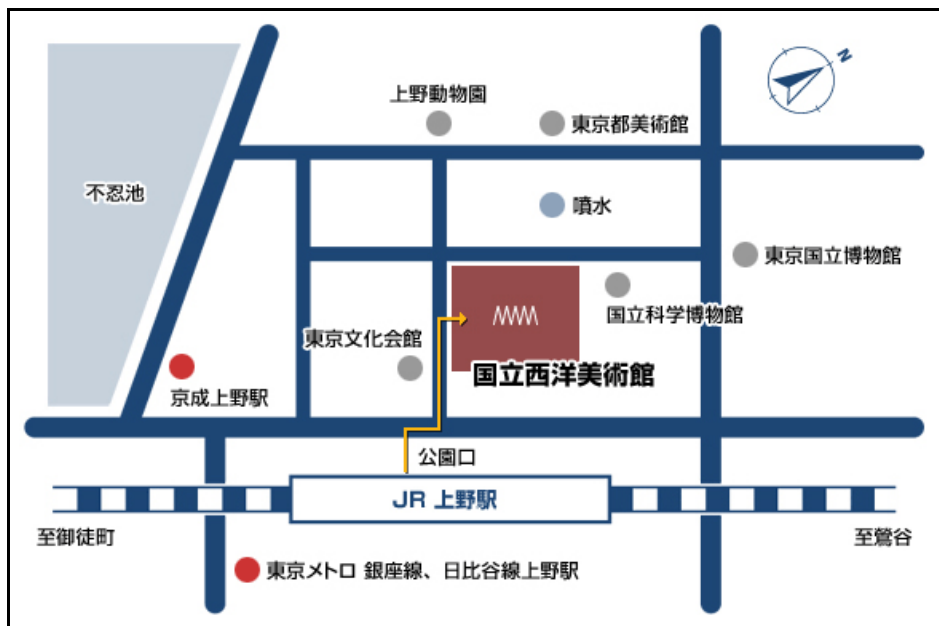 N
上野動物園
東京都美術館
不忍池
噴水
東京国立博物館
国立科学博物館
東京文化会館
国立西洋美術館
京成上野駅
公園口
JR 上野駅
至御徒町
至鶯谷
東京メトロ 銀座線、日比谷線上野駅